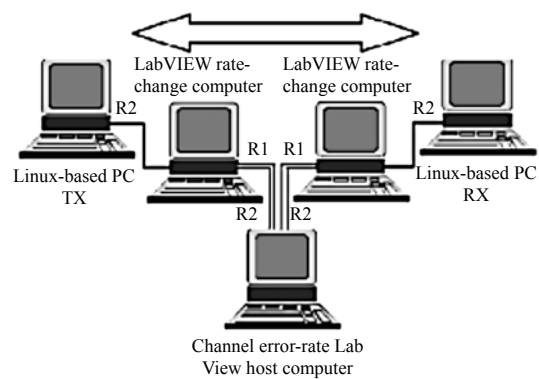 LabVIEW rate-
change computer
LabVIEW rate-
change computer
R2
R2
R1
R1
Linux-based PC
TX
Linux-based PC
RX
R2
R2
Channel error-rate Lab
View host computer